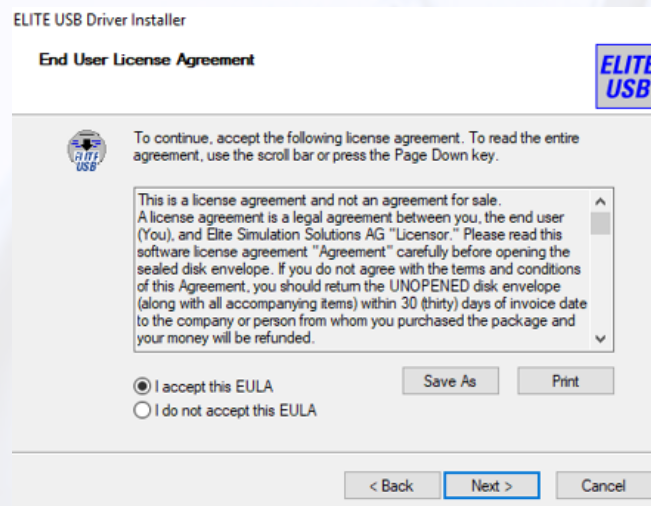 ELITE USB Driver Installer
End User License Agreement
ELITE
USB
ELITE
USB
To continue, accept the following license agreement. To read the entire
agreement, use the scroll bar or press the Page Down key.
This is a license agreement and not an agreement for sale.
A license agreement is a legal agreement between you, the end user
(You), and Elite Simulation Solutions AG "Licensor." Please read this
software license agreement "Agreement" carefully before opening the
sealed disk envelope. If you do not agree with the terms and conditions
of this Agreement, you should return the UNOPENED disk envelope
(along with all accompanying items) within 30 (thirty) days of invoice date
to the company or person from whom you purchased the package and
your money will be refunded.
I accept this EULA
Save As
Print
I do not accept this EULA
< Back
Next >
Cancel